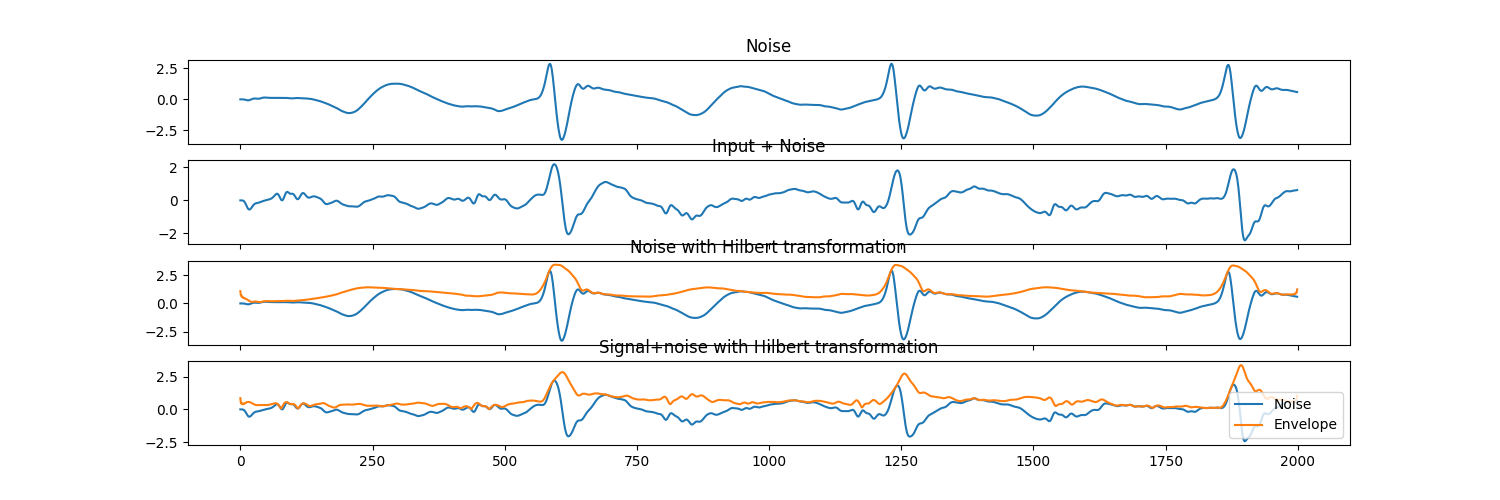 Noise
2.5
0.0
−2.5
Input + Noise
2
0
−2
Noise with Hilbert transformation
2.5
0.0
−2.5
Signal+noise with Hilbert transformation
2.5
0.0
−2.5
Noise
Envelope
0 250 500 750 1000 1250 1500 1750 2000